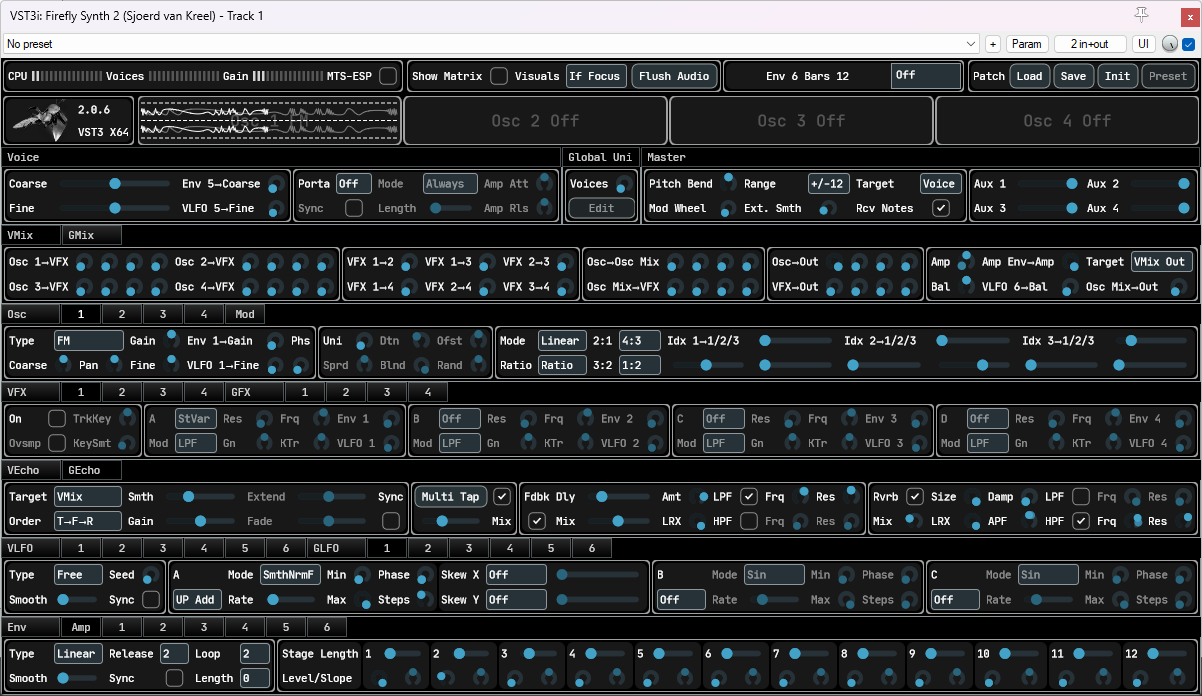 VST3i: Firefly Synth 2 (Sjoerd van Kreel) - Track 1
No preset + Param 2 in+out UI
CPU Voices Gain MTS-ESP Show Matrix Visuals If Focus Flush Audio Env 6 Bars 12 Off Patch Load Save Init Preset
2.0.6
VST3 X64
Osc 2 Off Osc 3 Off Osc 4 Off
Voice Global Uni Master
Coarse Env 5→Coarse Porta Off Mode Always Amp Att Voices Pitch Bend Range +/-12 Target Voice Aux 1 Aux 2
Fine VLFO 5→Fine Sync Length Amp Rls Edit Mod Wheel Ext. Smth Rcv Notes Aux 3 Aux 4
VMix GMix
Osc 1→VFX Osc 2→VFX VFX 1→2 VFX 1→3 VFX 2→3 Osc→Osc Mix Osc→Out Amp Amp Env→Amp Target VMix Out
Osc 3→VFX Osc 4→VFX VFX 1→4 VFX 2→4 VFX 3→4 Osc Mix→VFX VFX→Out Bal VLFO 6→Bal Osc Mix→Out
Osc 1 2 3 4 Mod
Type FM Gain Env 1→Gain Phs Uni Dtn Ofst Mode Linear 2:1 4:3 Idx 1→1/2/3 Idx 2→1/2/3 Idx 3→1/2/3
Coarse Pan Fine VLFO 1→Fine Sprd Blnd Rand Ratio Ratio 3:2 1:2
VFX 1 2 3 4 GFX 1 2 3 4
On TrkKey A StVar Res Frq Env 1 B Off Res Frq Env 2 C Off Res Frq Env 3 D Off Res Frq Env 4
Ovsmp KeySmt Mod LPF Gn KTr VLFO 1 Mod LPF Gn KTr VLFO 2 Mod LPF Gn KTr VLFO 3 Mod LPF Gn KTr VLFO 4
VEcho GEcho
Target VMix Smth Extend Sync Multi Tap Fdbk Dly Amt LPF Frq Res Rvrb Size Damp LPF Frq Res
Order T→F→R Gain Fade Mix Mix LRX HPF Frq Res Mix LRX APF HPF Frq Res
VLFO 1 2 3 4 5 6 GLFO 1 2 3 4 5 6
Type Free Seed A Mode SmthNrmF Min Phase Skew X Off B Mode Sin Min Phase C Mode Sin Min Phase
Smooth Sync UP Add Rate Max Steps Skew Y Off Off Rate Max Steps Off Rate Max Steps
Env Amp 1 2 3 4 5 6
Type Linear Release 2 Loop 2 Stage Length 1 2 3 4 5 6 7 8 9 10 11 12
Smooth Sync Length 0 Level/Slope